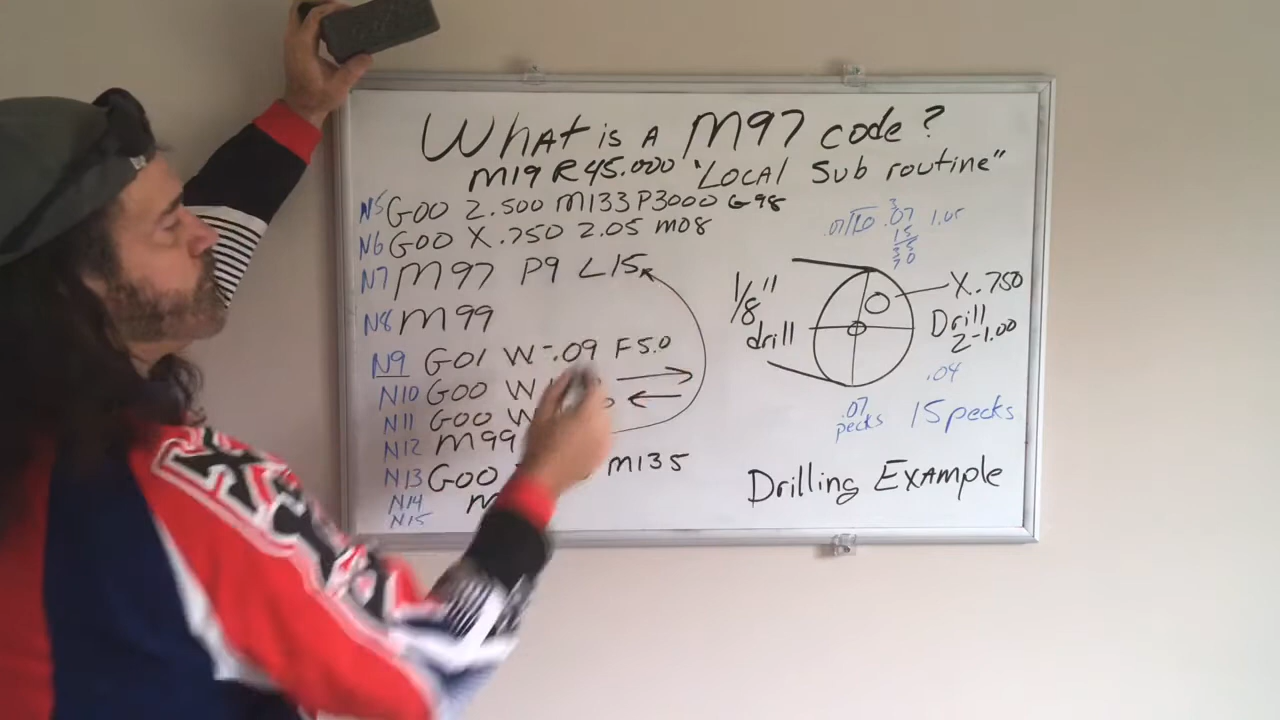 What is A M97 code?
M19 R45.000 "Local Sub routine"
N5 G00 Z.500 M133 P3000 G98
N6 G00 X.750 Z.05 M08
N7 M97 P9 L15
N8 M99
N9 G01 W-.09 F5.0
N10 G00 W
N11 G00 W
N12 M99
N13 G00 M135
N14
N15
.07
1.05
15
35
70
1/8"
drill
X.750
Drill
Z-1.00
.04
.07
pecks
15 pecks
Drilling Example